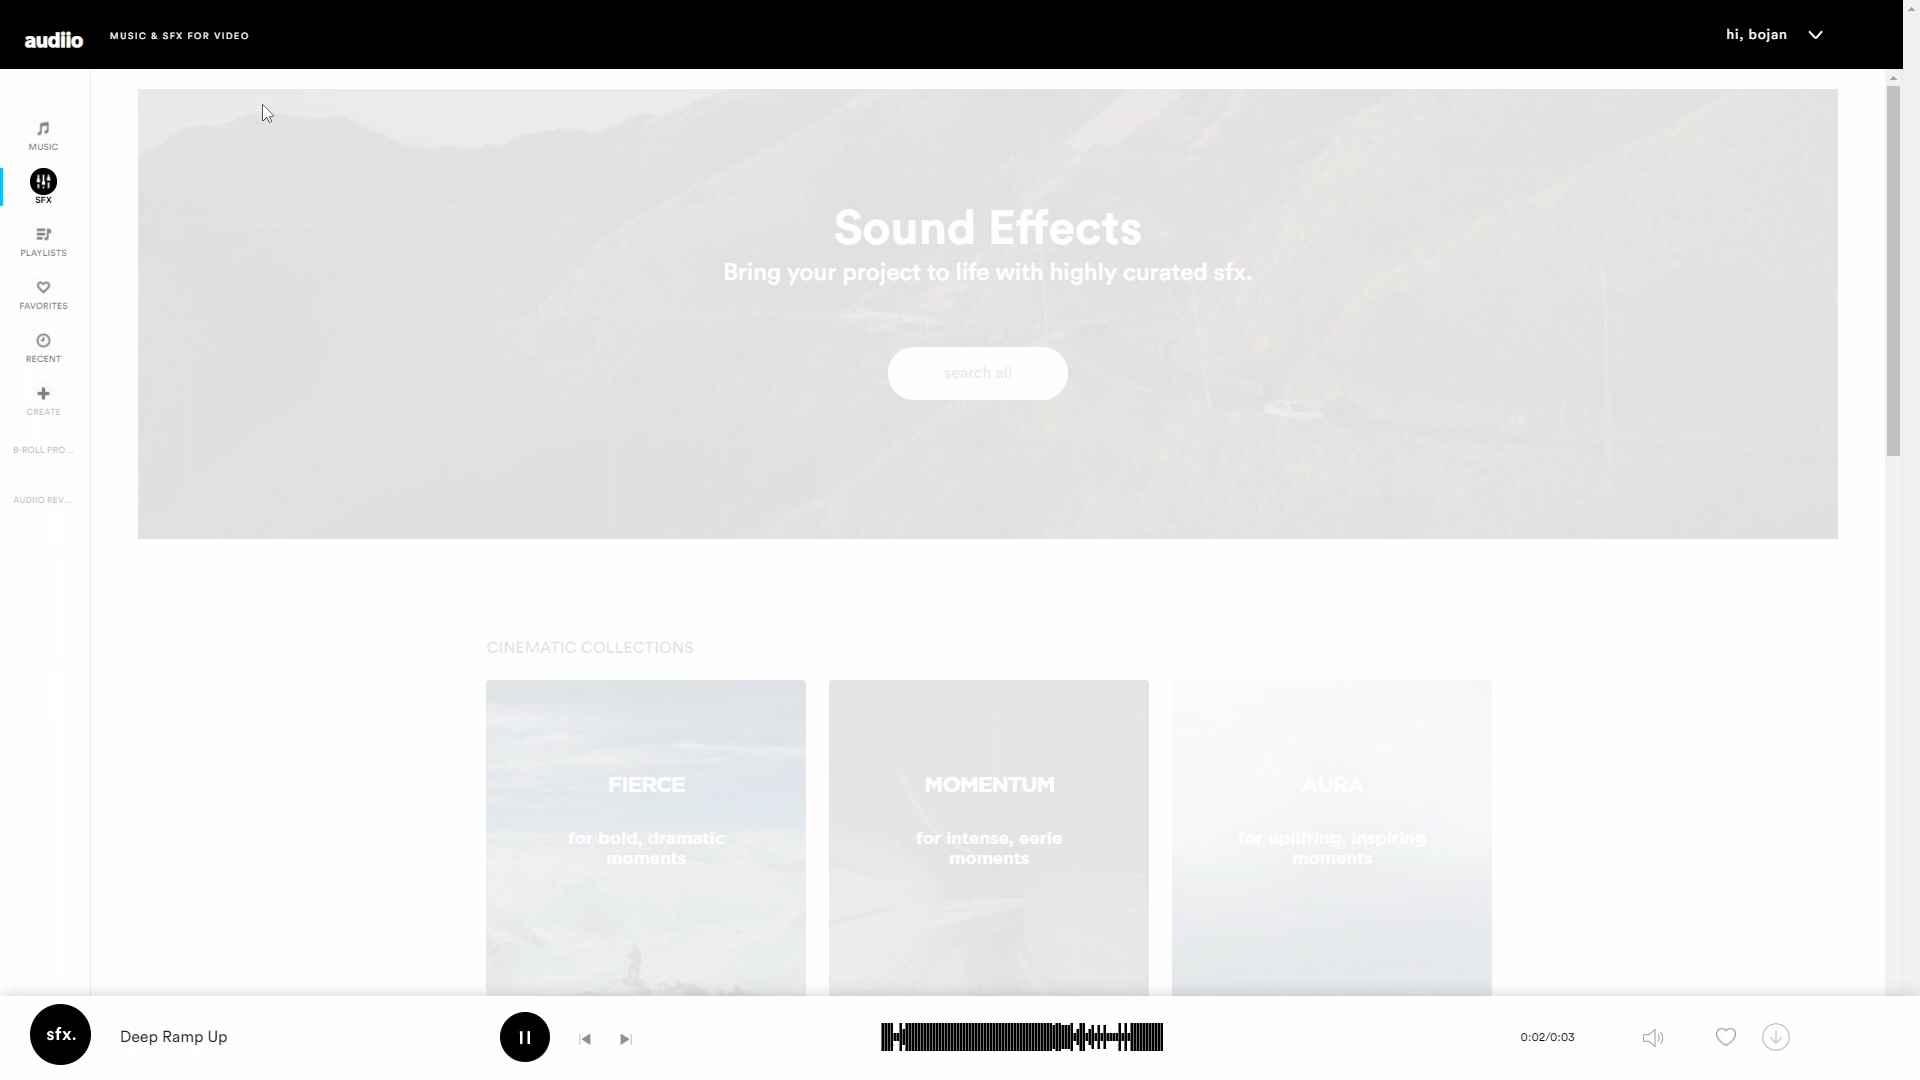 audiio
MUSIC & SFX FOR VIDEO
hi, bojan
MUSIC
SFX
PLAYLISTS
FAVORITES
RECENT
CREATE
B-ROLL PRO...
AUDIIO REV...
Sound Effects
Bring your project to life with highly curated sfx.
search all
CINEMATIC COLLECTIONS
FIERCE
for bold, dramatic
moments
MOMENTUM
for intense, eerie
moments
AURA
for uplifting, inspiring
moments
sfx.
Deep Ramp Up
0:02/0:03